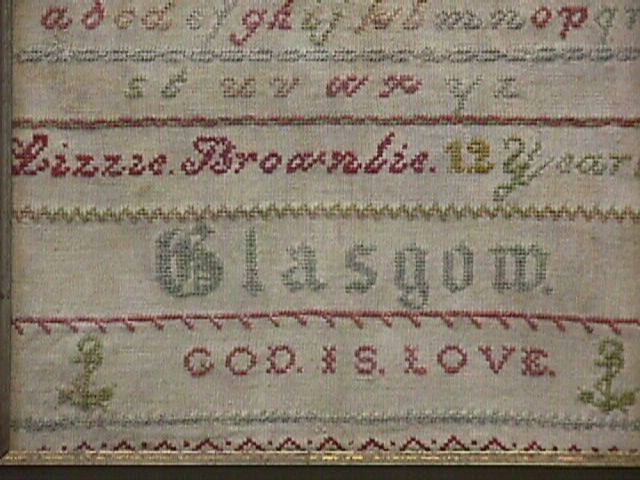 a b c d e f g h i j k l m n o p q
s t u v w x y z
Lizzie. Brownlie. 12 Years
Glasgow.
GOD. IS. LOVE.